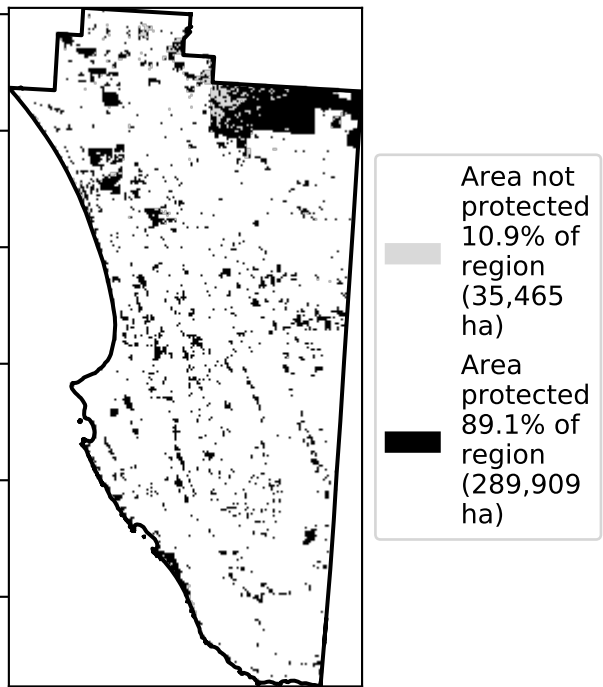 Area not
protected
10.9% of
region
(35,465
ha)
Area
protected
89.1% of
region
(289,909
ha)